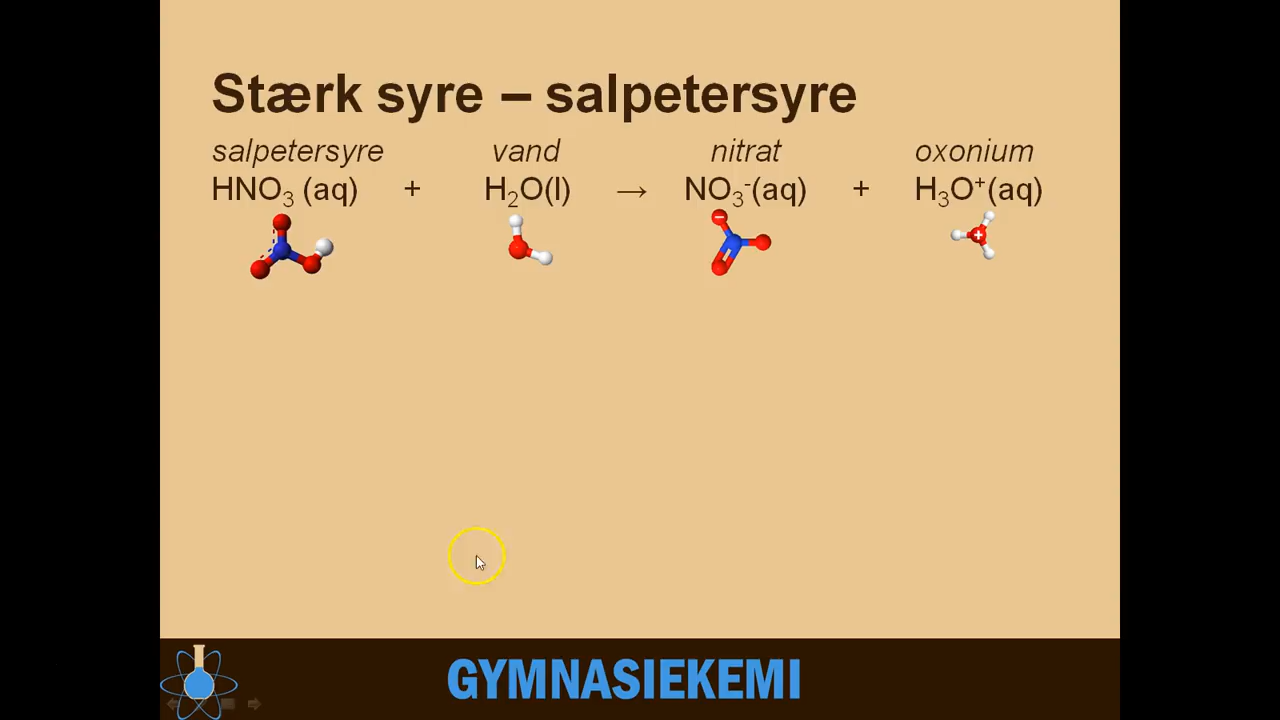 Stærk syre – salpetersyre
salpetersyre vand nitrat oxonium
HNO₃ (aq) + H₂O(l) → NO₃⁻(aq) + H₃O⁺(aq)
− +
GYMNASIEKEMI